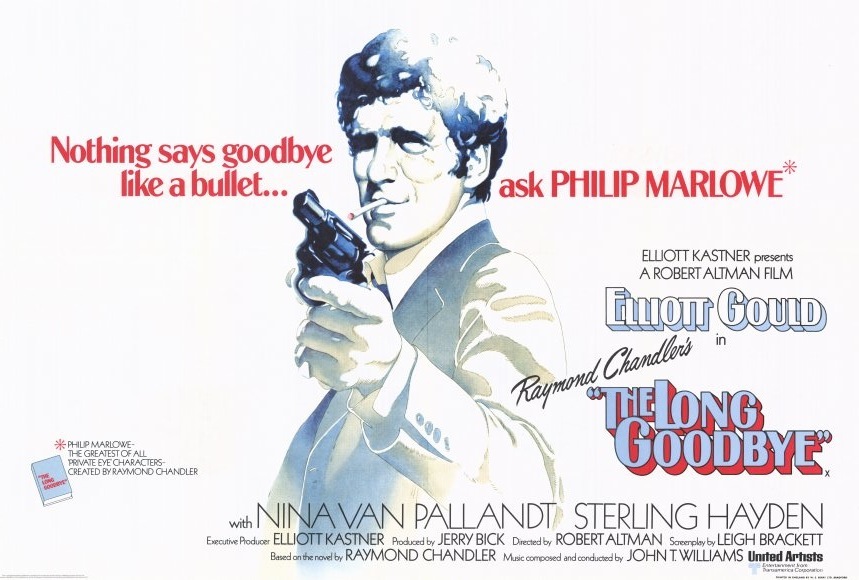 Nothing says goodbye
like a bullet...
ask PHILIP MARLOWE*
ELLIOTT KASTNER presents
A ROBERT ALTMAN FILM
ELLIOTT GOULD
in
Raymond Chandler's
"THE LONG
GOODBYE"
x
* PHILIP MARLOWE-
THE GREATEST OF ALL
'PRIVATE EYE' CHARACTERS-
CREATED BY RAYMOND CHANDLER
"THE
LONG
GOODBYE"
with NINA VAN PALLANDT STERLING HAYDEN
Executive Producer ELLIOTT KASTNER Produced by JERRY BICK Directed by ROBERT ALTMAN Screenplay by LEIGH BRACKETT
Based on the novel by RAYMOND CHANDLER Music composed and conducted by JOHN T. WILLIAMS United Artists
Entertainment from
Transamerica Corporation